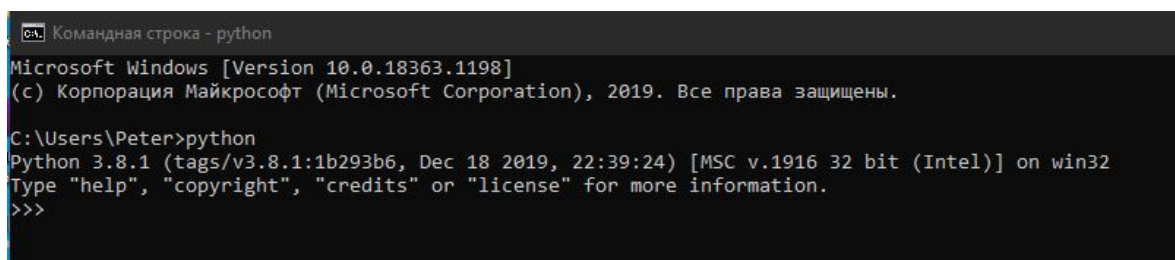 Командная строка - python
Microsoft Windows [Version 10.0.18363.1198]
(c) Корпорация Майкрософт (Microsoft Corporation), 2019. Все права защищены.
C:\Users\Peter>python
Python 3.8.1 (tags/v3.8.1:1b293b6, Dec 18 2019, 22:39:24) [MSC v.1916 32 bit (Intel)] on win32
Type "help", "copyright", "credits" or "license" for more information.
>>>